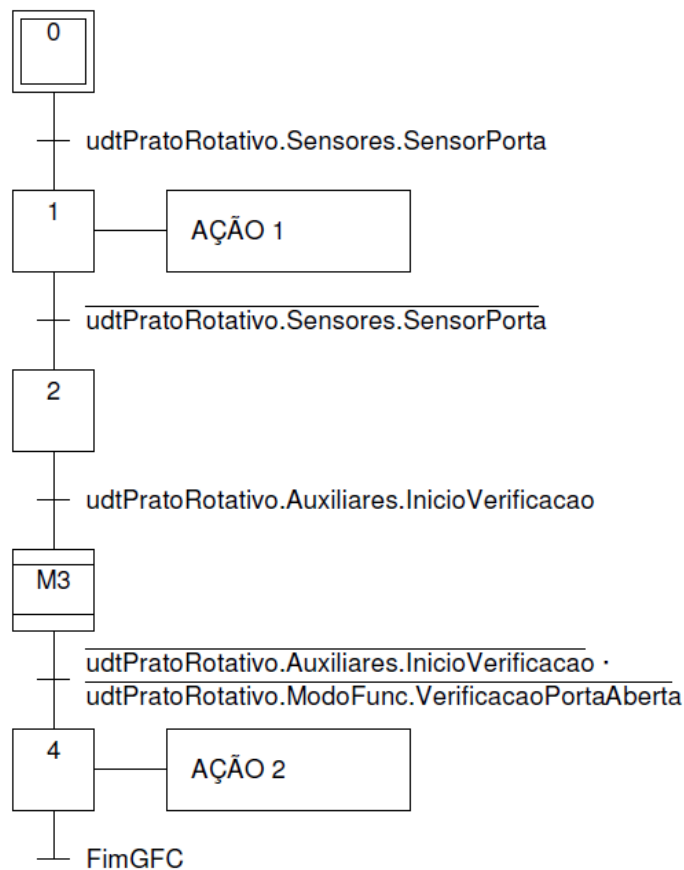 0
udtPratoRotativo.Sensores.SensorPorta
1
AÇÃO 1
udtPratoRotativo.Sensores.SensorPorta
2
udtPratoRotativo.Auxiliares.InicioVerificacao
M3
udtPratoRotativo.Auxiliares.InicioVerificacao ·
udtPratoRotativo.ModoFunc.VerificacaoPortaAberta
4
AÇÃO 2
FimGFC